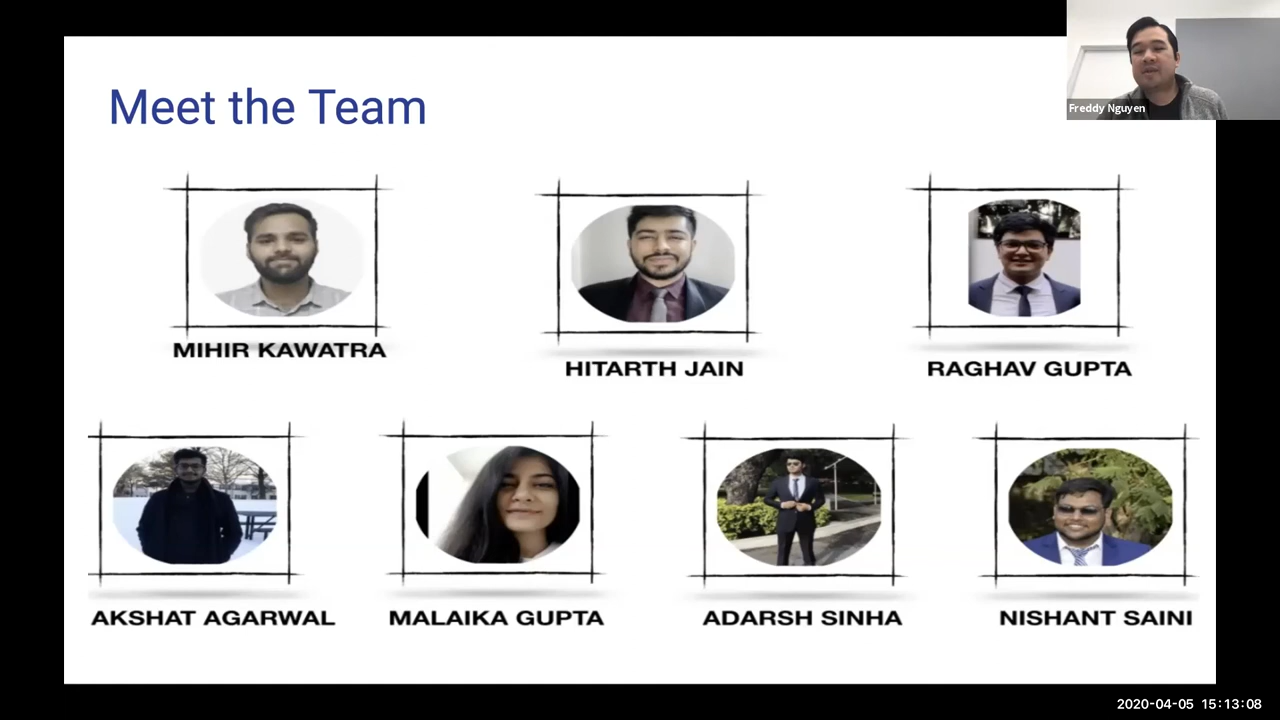 Meet the Team
Freddy Nguyen
MIHIR KAWATRA
HITARTH JAIN
RAGHAV GUPTA
AKSHAT AGARWAL
MALAIKA GUPTA
ADARSH SINHA
NISHANT SAINI
2020-04-05 15:13:08